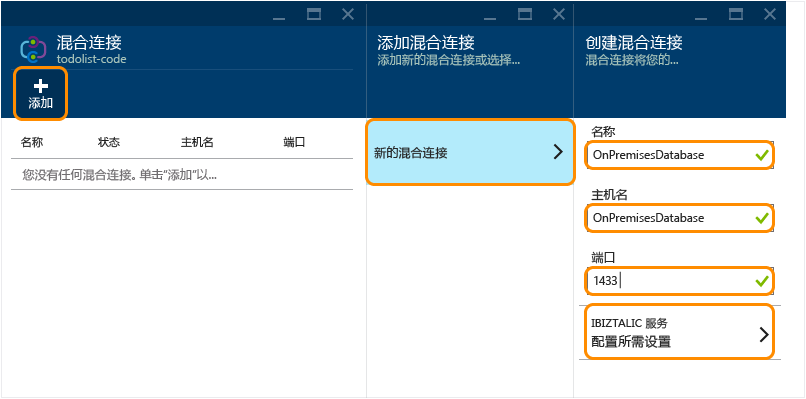 混合连接
todolist-code
添加
名称 状态 主机名 端口
您没有任何混合连接。单击"添加"以...
添加混合连接
添加新的混合连接或选择...
新的混合连接
创建混合连接
混合连接将您的...
名称
OnPremisesDatabase
主机名
OnPremisesDatabase
端口
1433
IBIZTALIC 服务
配置所需设置